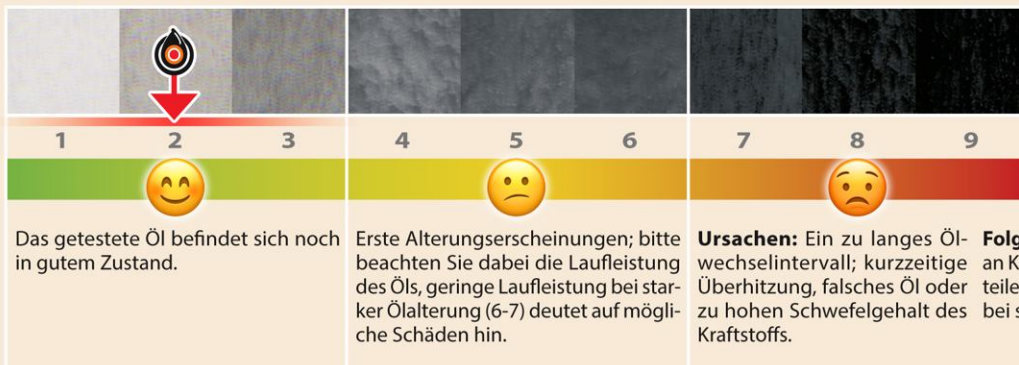 1 2 3 4 5 6 7 8 9
Das getestete Öl befindet sich noch
in gutem Zustand.
Erste Alterungserscheinungen; bitte
beachten Sie dabei die Laufleistung
des Öls, geringe Laufleistung bei star-
ker Ölalterung (6-7) deutet auf mögli-
che Schäden hin.
Ursachen: Ein zu langes Öl-
wechselintervall; kurzzeitige
Überhitzung, falsches Öl oder
zu hohen Schwefelgehalt des
Kraftstoffs.
an K
teile
bei s